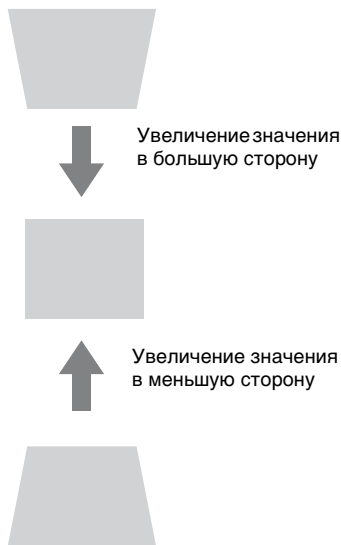 Увеличение значения
в большую сторону
Увеличение значения
в меньшую сторону